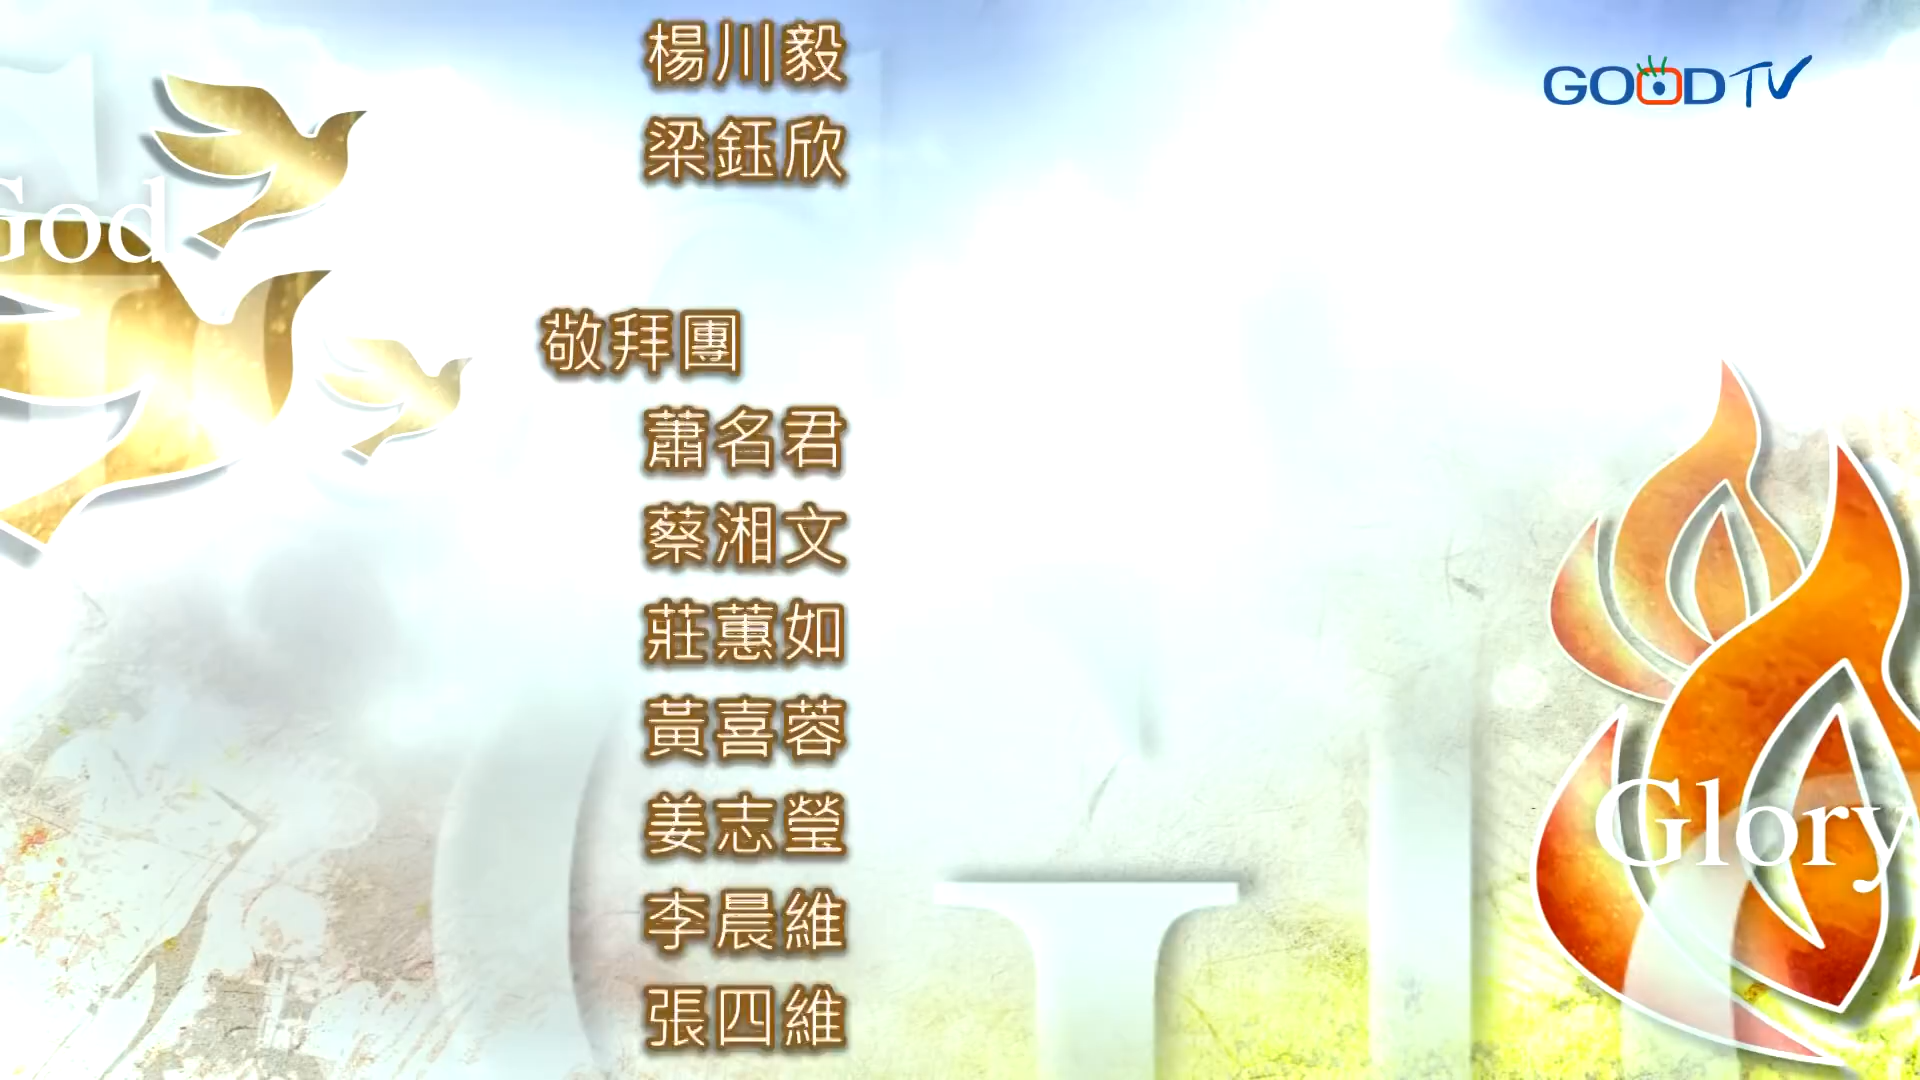 楊川毅
梁鈺欣
GOODTV
God
敬拜團
蕭名君
蔡湘文
莊蕙如
黃喜蓉
姜志瑩
李晨維
張四維
Glory